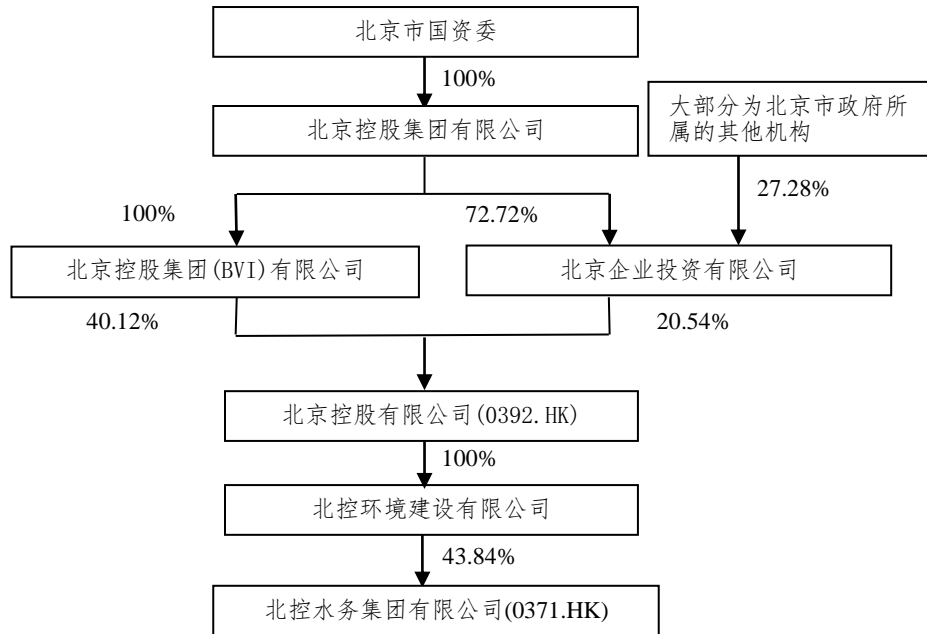 北京市国资委
100%
北京控股集团有限公司
大部分为北京市政府所
属的其他机构
27.28%
100%
72.72%
北京控股集团(BVI)有限公司
北京企业投资有限公司
40.12%
20.54%
北京控股有限公司(0392.HK)
100%
北控环境建设有限公司
43.84%
北控水务集团有限公司(0371.HK)